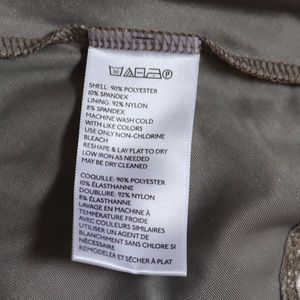 SHELL: 90% POLYESTER
10% SPANDEX
LINING: 92% NYLON
8% SPANDEX
MACHINE WASH COLD
WITH LIKE COLORS
USE ONLY NON-CHLORINE
BLEACH
RESHAPE & LAY FLAT TO DRY
LOW IRON AS NEEDED
MAY BE DRY CLEANED
COQUILLE: 90% POLYESTER
10% ÉLASTHANNE
DOUBLURE: 92% NYLON
8% ÉLASTHANNE
LAVAGE EN MACHINE À
TEMPÉRATURE FROIDE
AVEC COULEURS SIMILAIRES
UTILISER UN AGENT DE
BLANCHIMENT SANS CHLORE SI
NÉCESSAIRE
REMODELER ET SÉCHER À PLAT